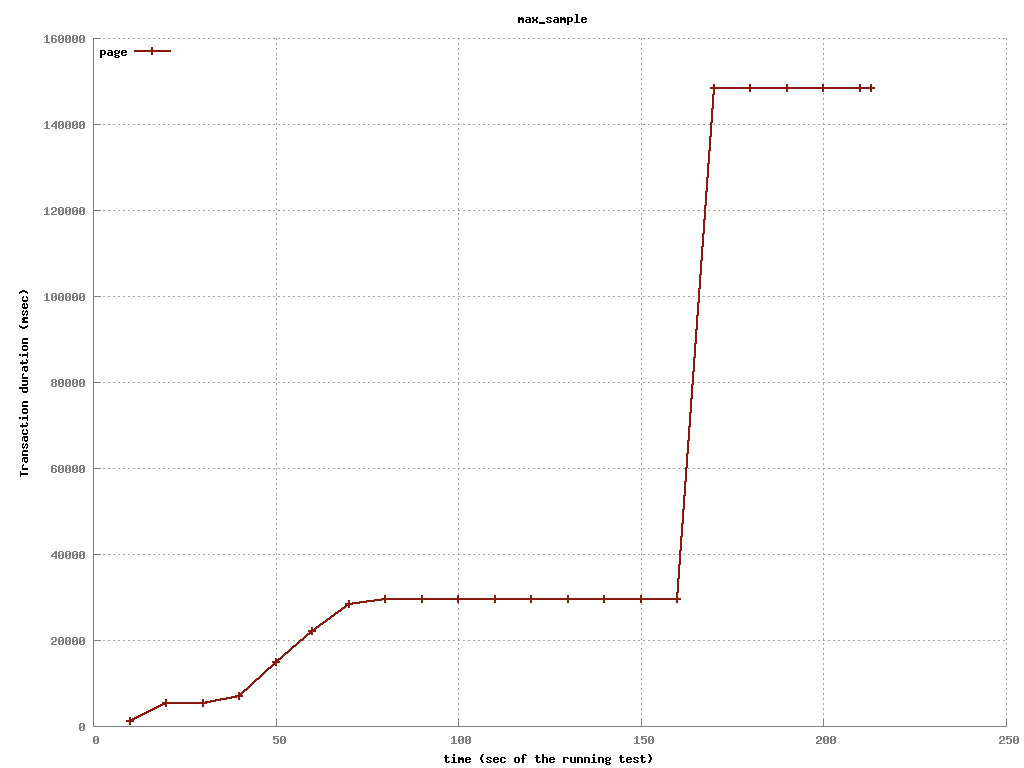 max_sample
page
160000
140000
120000
100000
80000
60000
40000
20000
0
Transaction duration (msec)
0 50 100 150 200 250
time (sec of the running test)